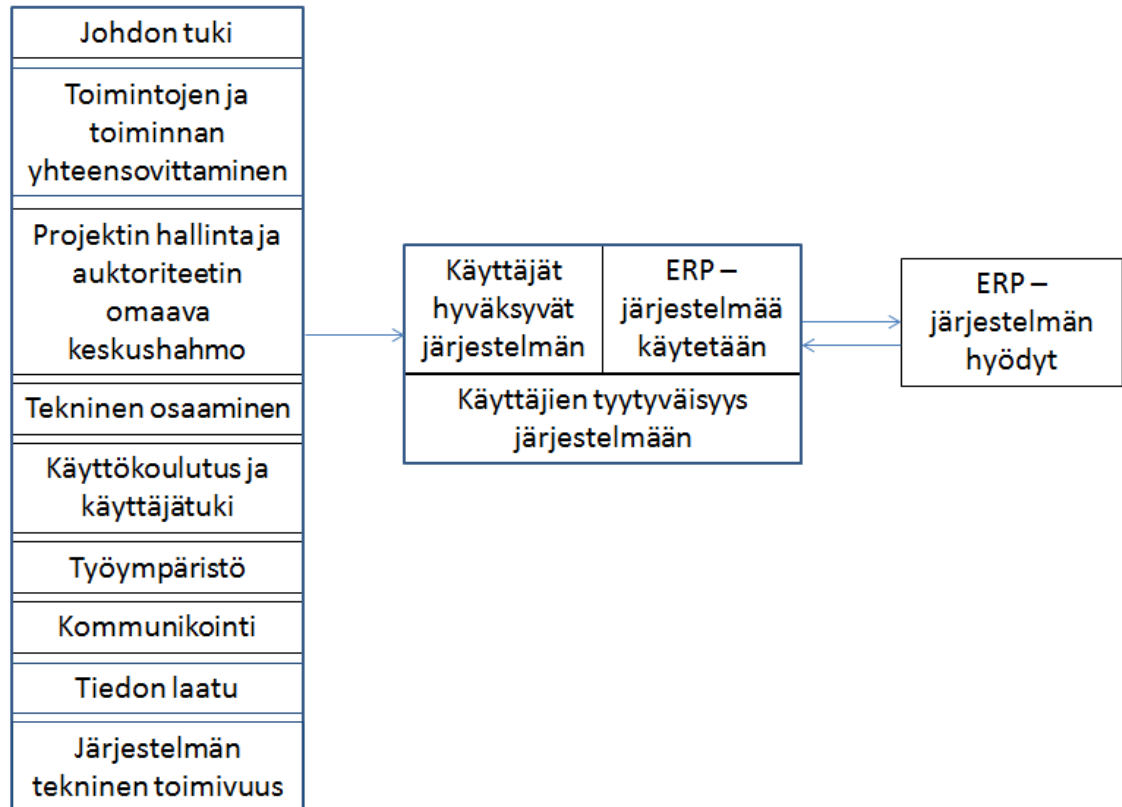 Johdon tuki
Toimintojen ja
toiminnan
yhteensovittaminen
Projektin hallinta ja
auktoriteetin
omaava
keskushahmo
Tekninen osaaminen
Käyttökoulutus ja
käyttäjätuki
Työympäristö
Kommunikointi
Tiedon laatu
Järjestelmän
tekninen toimivuus
Käyttäjät
hyväksyvät
järjestelmän
ERP –
järjestelmää
käytetään
Käyttäjien tyytyväisyys
järjestelmään
ERP –
järjestelmän
hyödyt